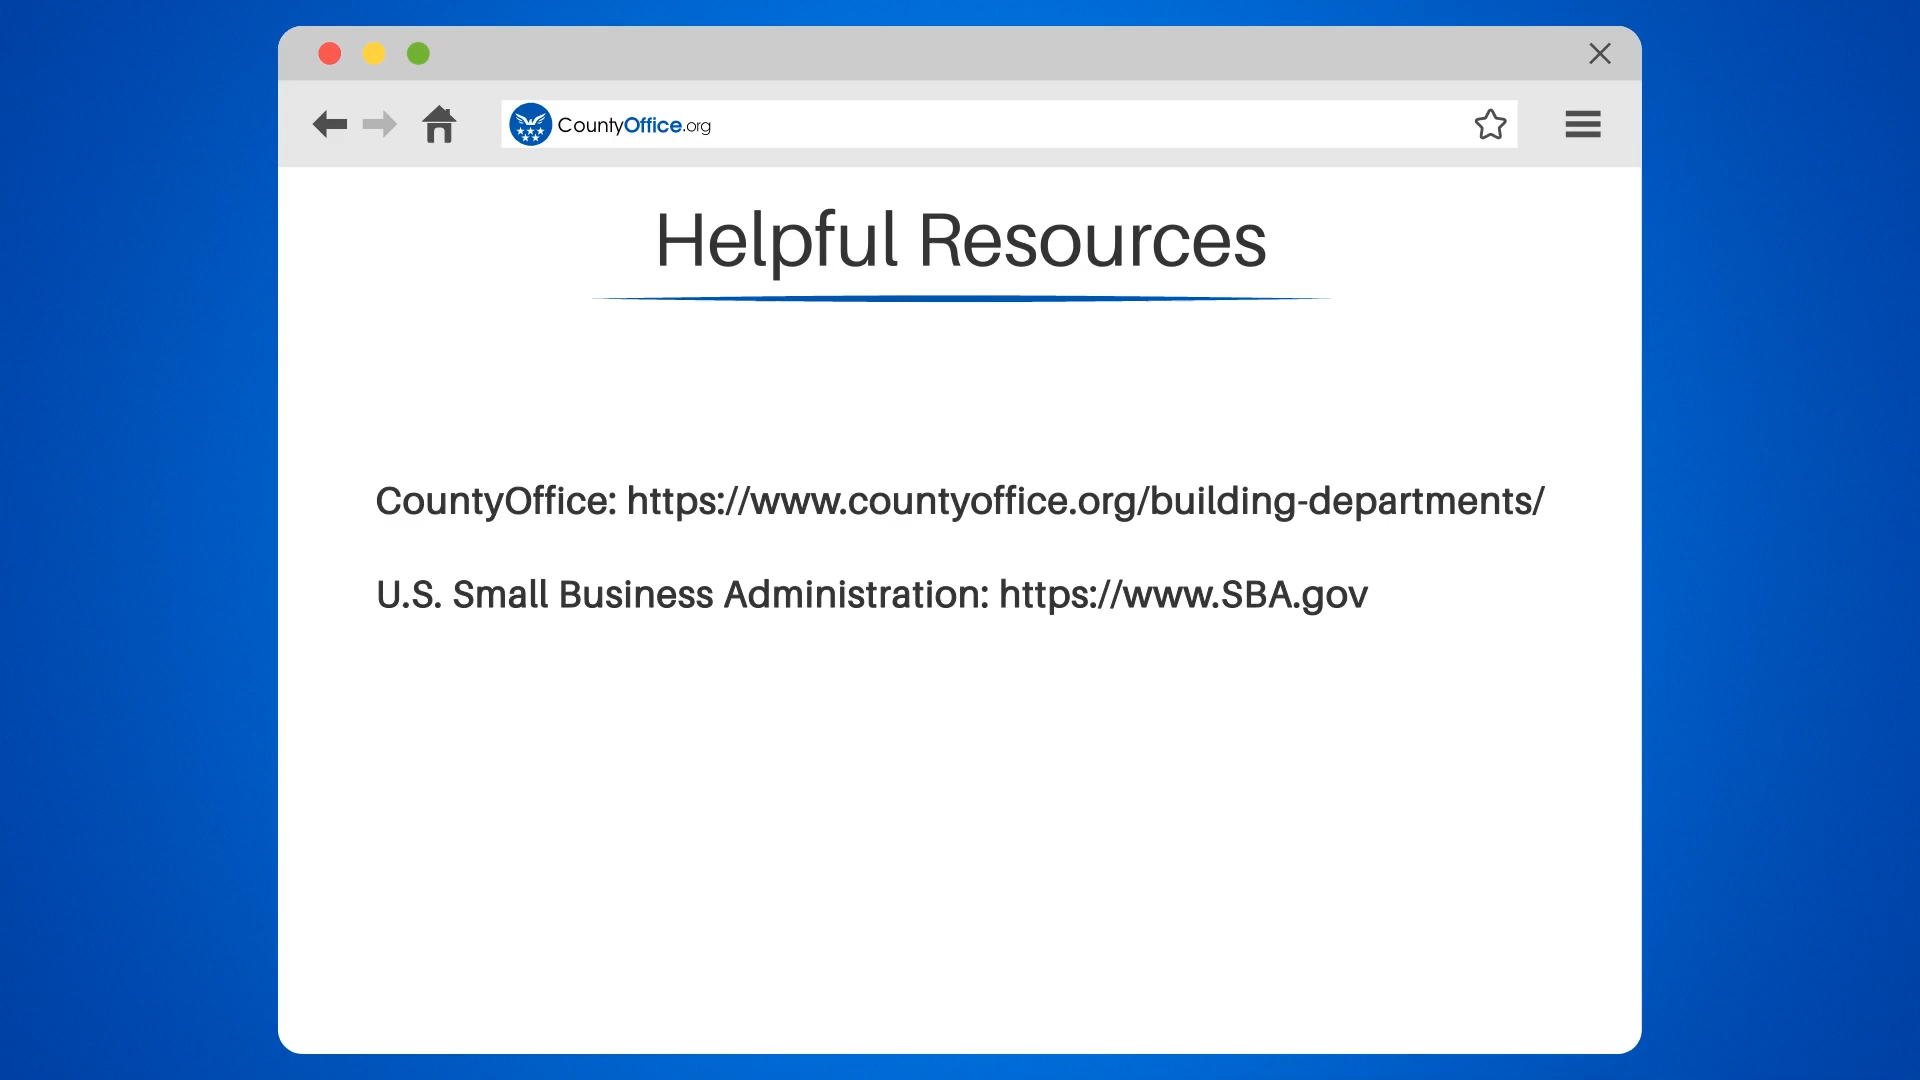 CountyOffice.org
Helpful Resources
CountyOffice: https://www.countyoffice.org/building-departments/
U.S. Small Business Administration: https://www.SBA.gov